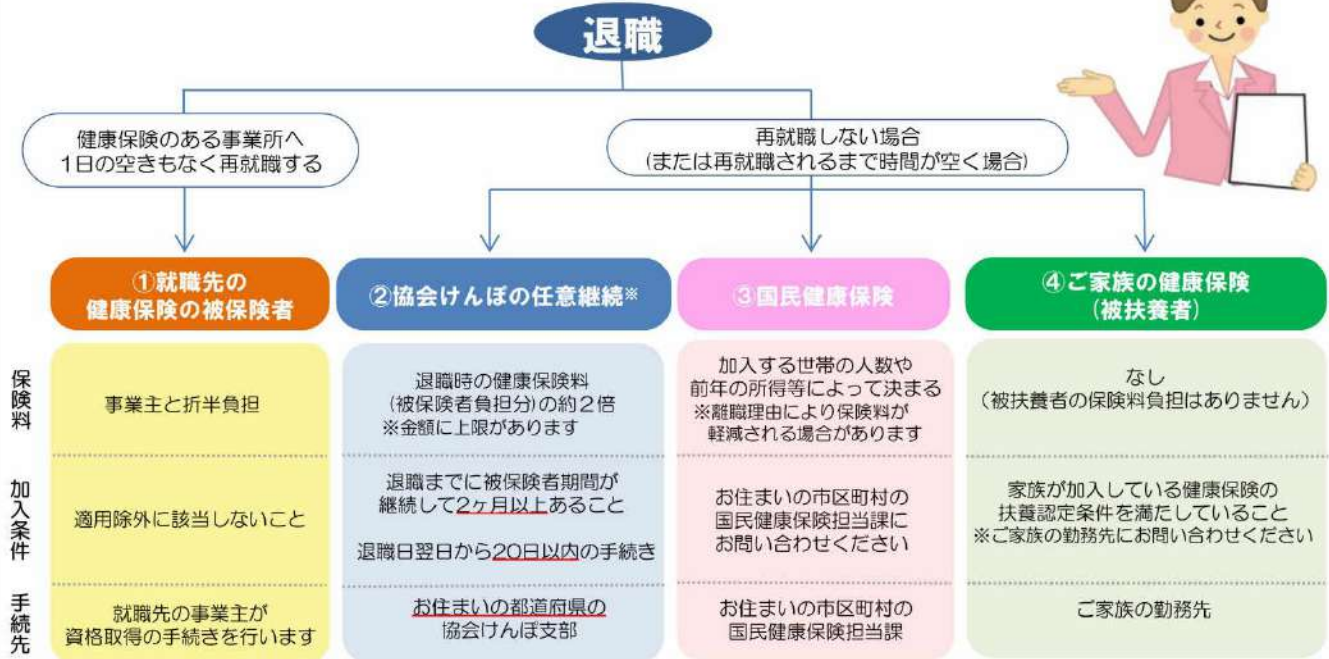 退職
健康保険のある事業所へ
1日の空きもなく再就職する
再就職しない場合
(または再就職されるまで時間が空く場合)
①就職先の
健康保険の被保険者
②協会けんぽの任意継続※
③国民健康保険
④ご家族の健康保険
(被扶養者)
保険料
事業主と折半負担
退職時の健康保険料
(被保険者負担分)の約2倍
※金額に上限があります
加入する世帯の人数や
前年の所得等によって決まる
※離職理由により保険料が
軽減される場合があります
なし
(被扶養者の保険料負担はありません)
加入条件
適用除外に該当しないこと
退職までに被保険者期間が
継続して2ヶ月以上あること
退職日翌日から20日以内の手続き
お住まいの市区町村の
国民健康保険担当課に
お問い合わせください
家族が加入している健康保険の
扶養認定条件を満たしていること
※ご家族の勤務先にお問い合わせください
手続先
就職先の事業主が
資格取得の手続きを行います
お住まいの都道府県の
協会けんぽ支部
お住まいの市区町村の
国民健康保険担当課
ご家族の勤務先